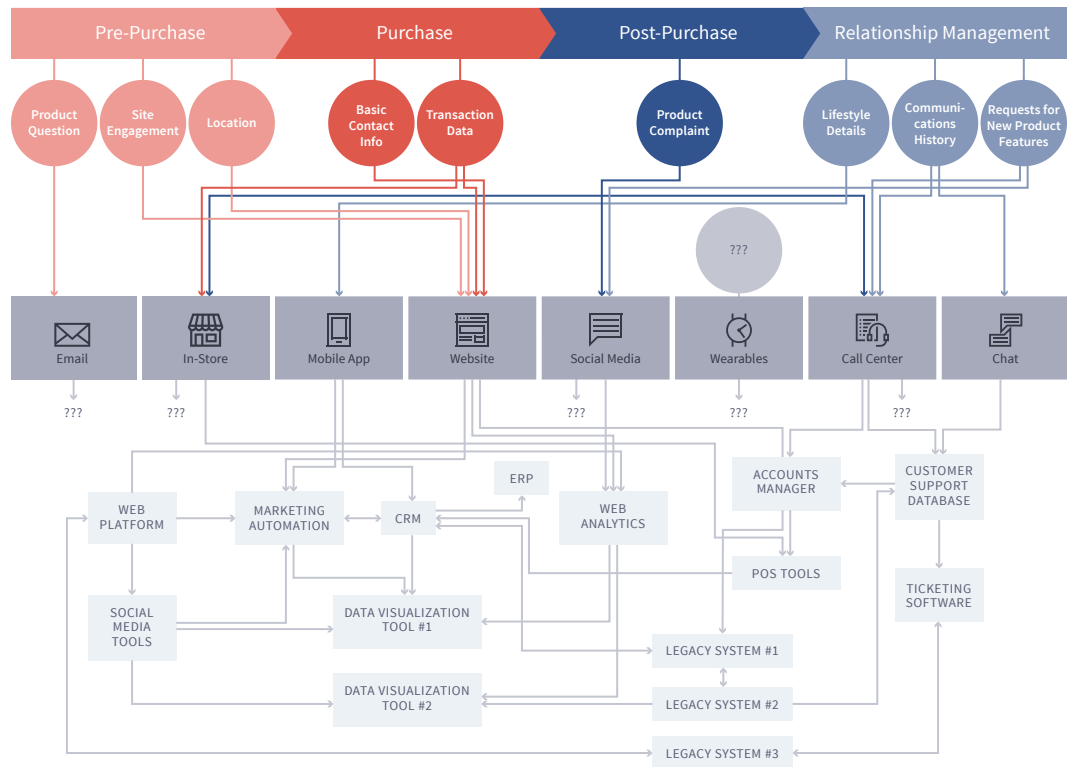 Pre-Purchase
Purchase
Post-Purchase
Relationship Management
Product
Question
Site
Engagement
Location
Basic
Contact
Info
Transaction
Data
Product
Complaint
Lifestyle
Details
Communi-
cations
History
Requests for
New Product
Features
???
Email
In-Store
Mobile App
Website
Social Media
Wearables
Call Center
Chat
???
???
???
???
???
ERP
ACCOUNTS
MANAGER
CUSTOMER
SUPPORT
DATABASE
WEB
PLATFORM
MARKETING
AUTOMATION
CRM
WEB
ANALYTICS
POS TOOLS
TICKETING
SOFTWARE
SOCIAL
MEDIA
TOOLS
DATA VISUALIZATION
TOOL #1
LEGACY SYSTEM #1
DATA VISUALIZATION
TOOL #2
LEGACY SYSTEM #2
LEGACY SYSTEM #3